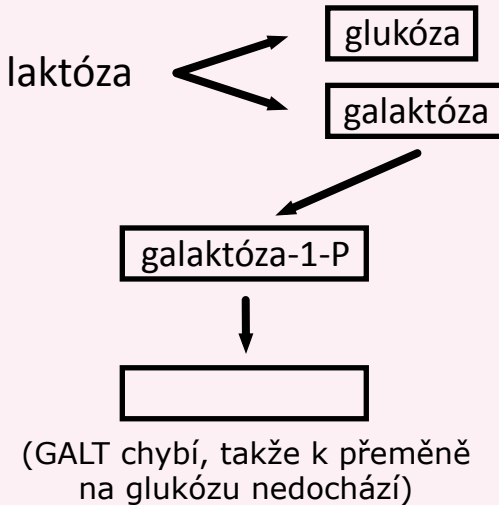 glukóza
laktóza
galaktóza
galaktóza-1-P
(GALT chybí, takže k přeměně
na glukózu nedochází)